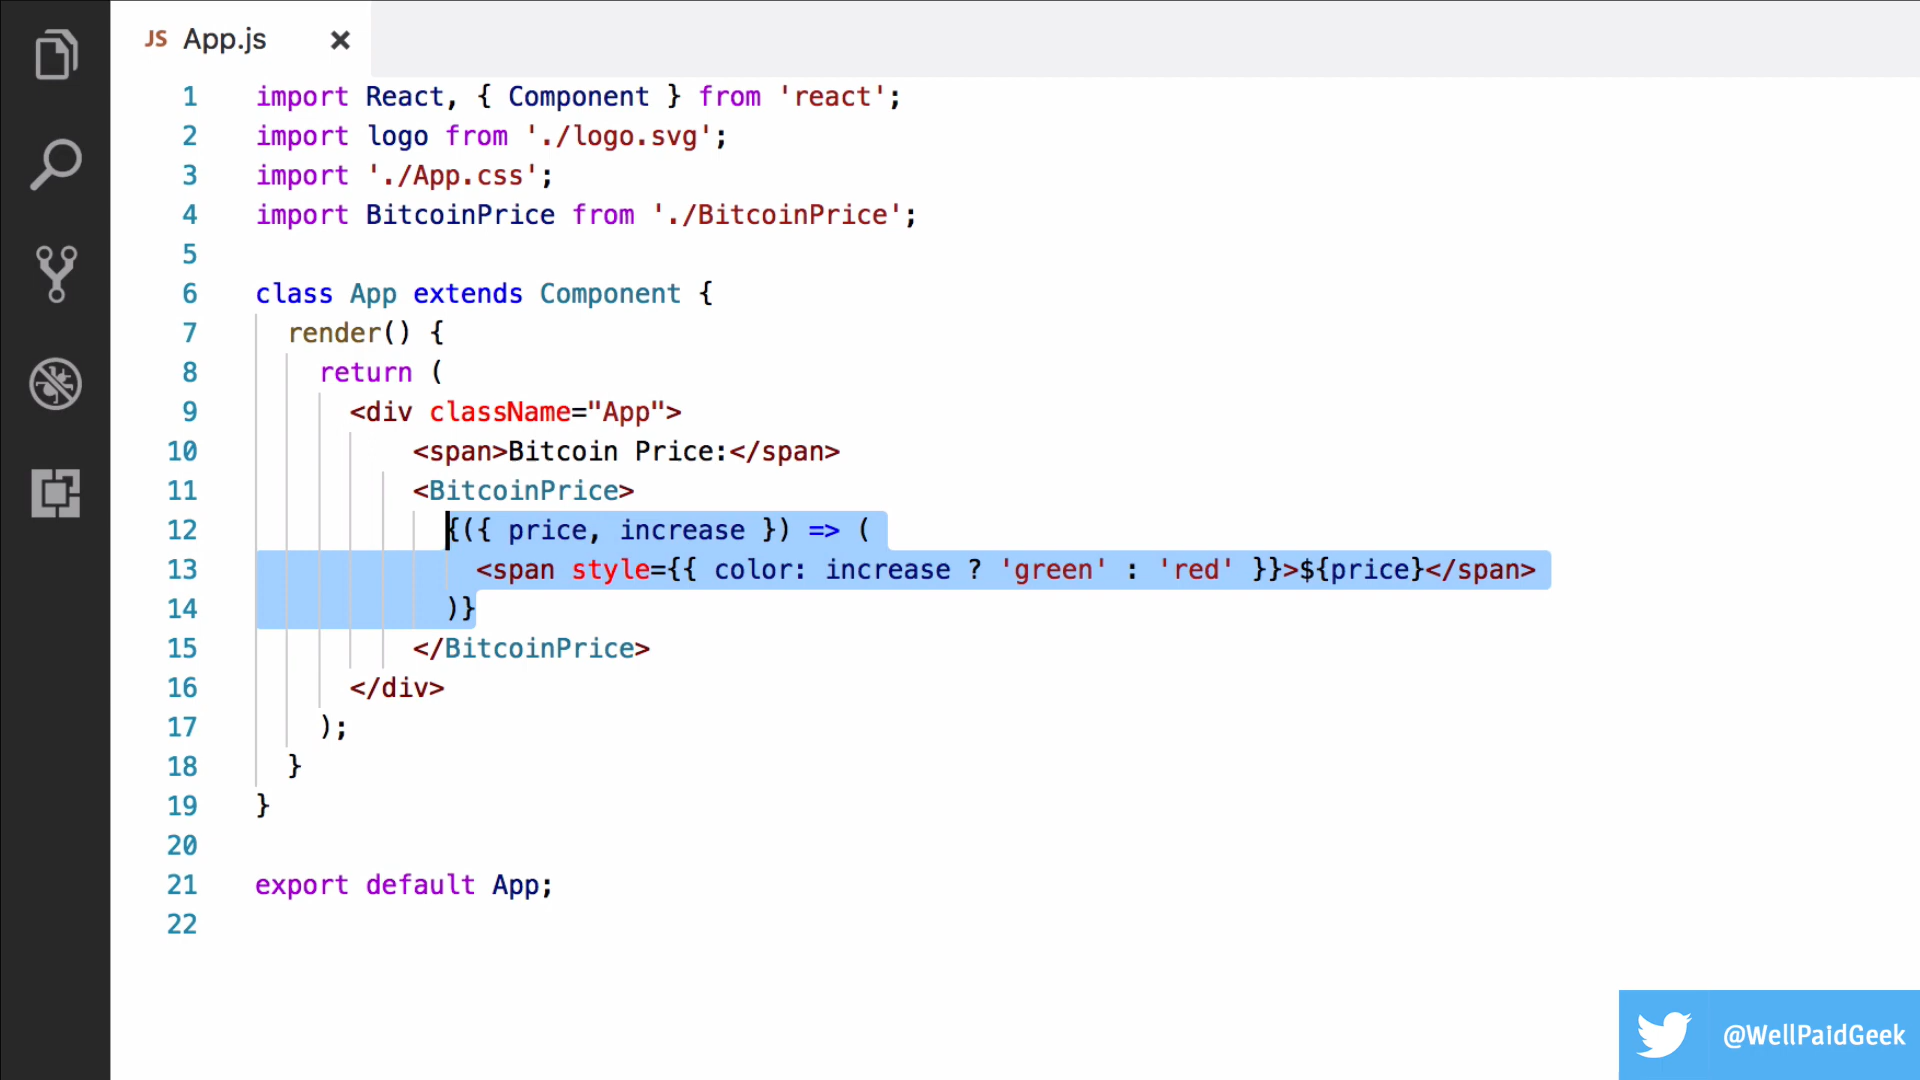 JS App.js
1 import React, { Component } from 'react';
2 import logo from './logo.svg';
3 import './App.css';
4 import BitcoinPrice from './BitcoinPrice';
5
6 class App extends Component {
7   render() {
8     return (
9       <div className="App">
10           <span>Bitcoin Price:</span>
11           <BitcoinPrice>
12             {({ price, increase }) => (
13               <span style={{ color: increase ? 'green' : 'red' }}>${price}</span>
14             )}
15           </BitcoinPrice>
16       </div>
17     );
18   }
19 }
20
21 export default App;
22
@WellPaidGeek